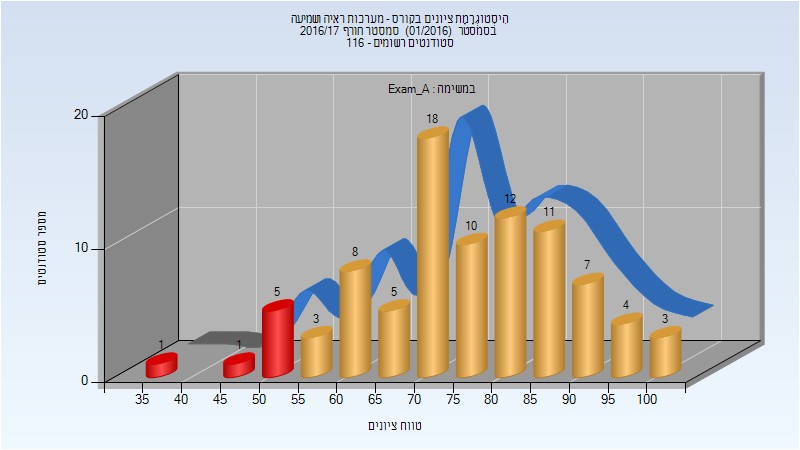 היסטוגרמת ציונים בקורס - מערכות ראיה ושמיעה
בסמסטר (01/2016) סמסטר חורף 2016/17
סטודנטים רשומים - 116
במשימה : Exam_A
מספר סטודנטים
20
10
0
1
1
5
3
8
5
18
10
12
11
7
4
3
35 40 45 50 55 60 65 70 75 80 85 90 95 100
טווח ציונים